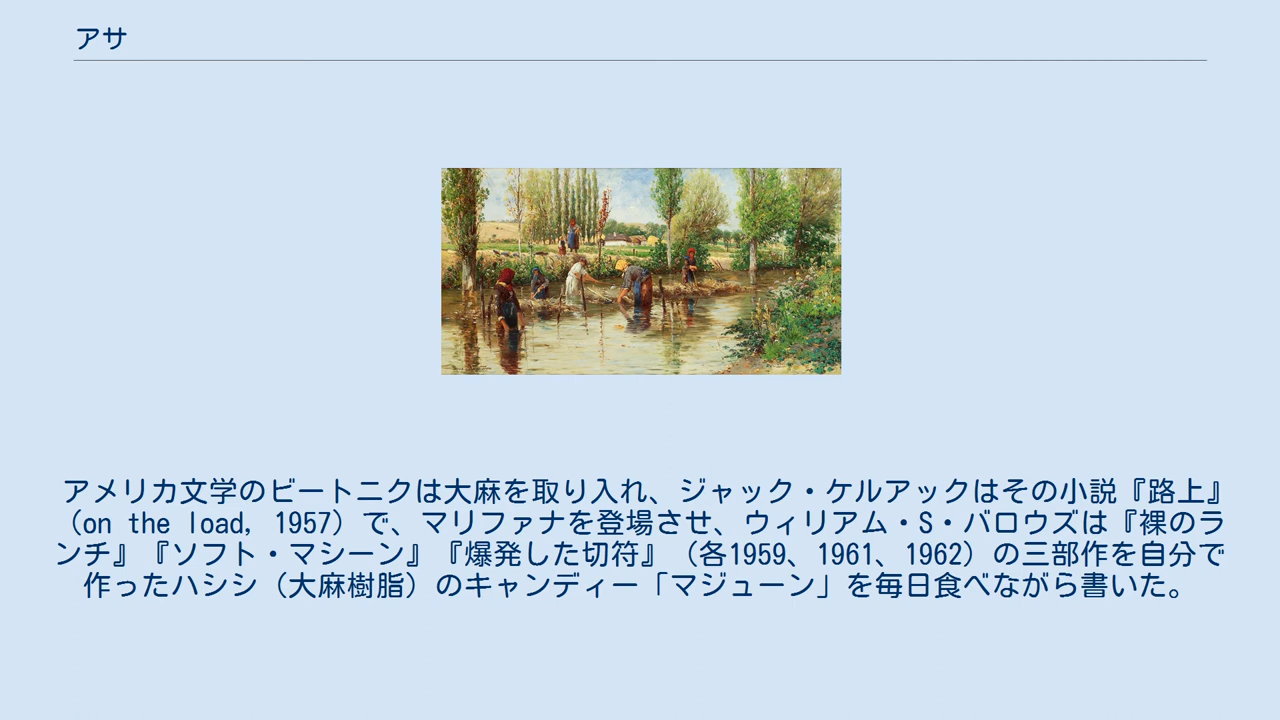 アサ
アメリカ文学のビートニクは大麻を取り入れ、ジャック・ケルアックはその小説『路上』
（on the load, 1957）で、マリファナを登場させ、ウィリアム・S・バロウズは『裸のラ
ンチ』『ソフト・マシーン』『爆発した切符』（各1959、1961、1962）の三部作を自分で
作ったハシシ（大麻樹脂）のキャンディー「マジューン」を毎日食べながら書いた。